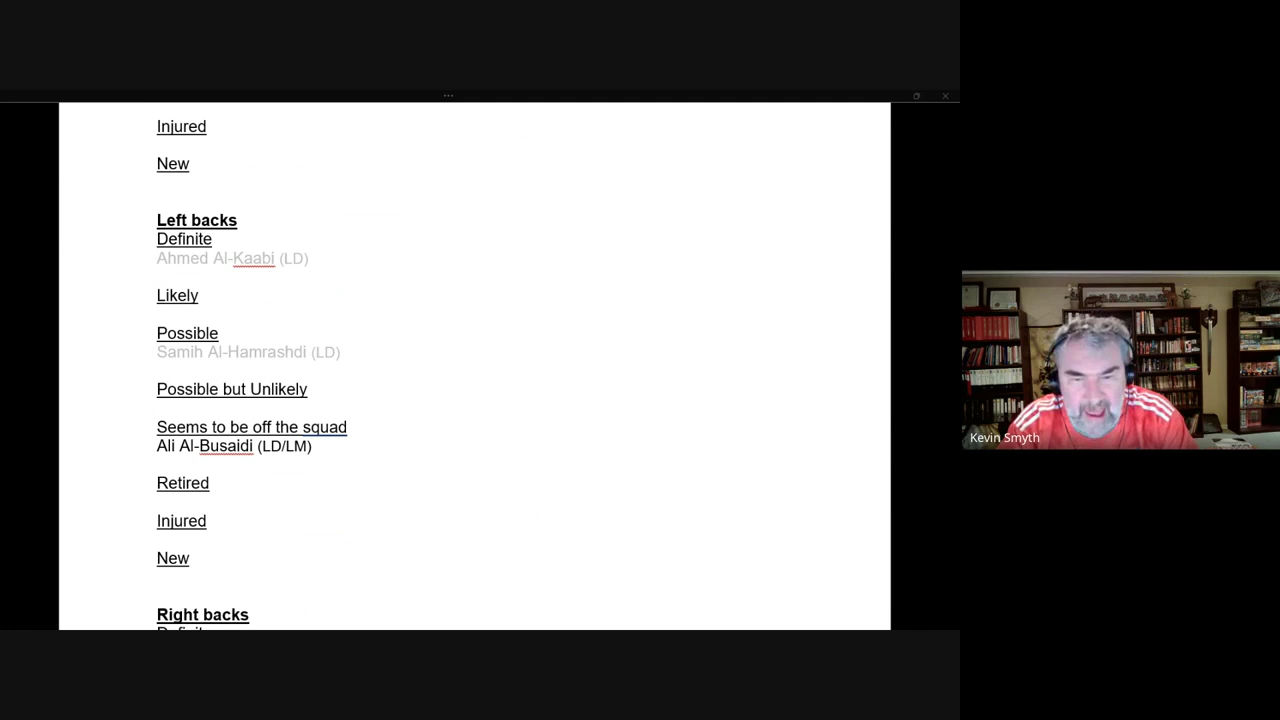 Injured
New
Left backs
Definite
Ahmed Al-Kaabi (LD)
Likely
Possible
Samih Al-Hamrashdi (LD)
Possible but Unlikely
Seems to be off the squad
Ali Al-Busaidi (LD/LM)
Retired
Injured
New
Right backs
Kevin Smyth